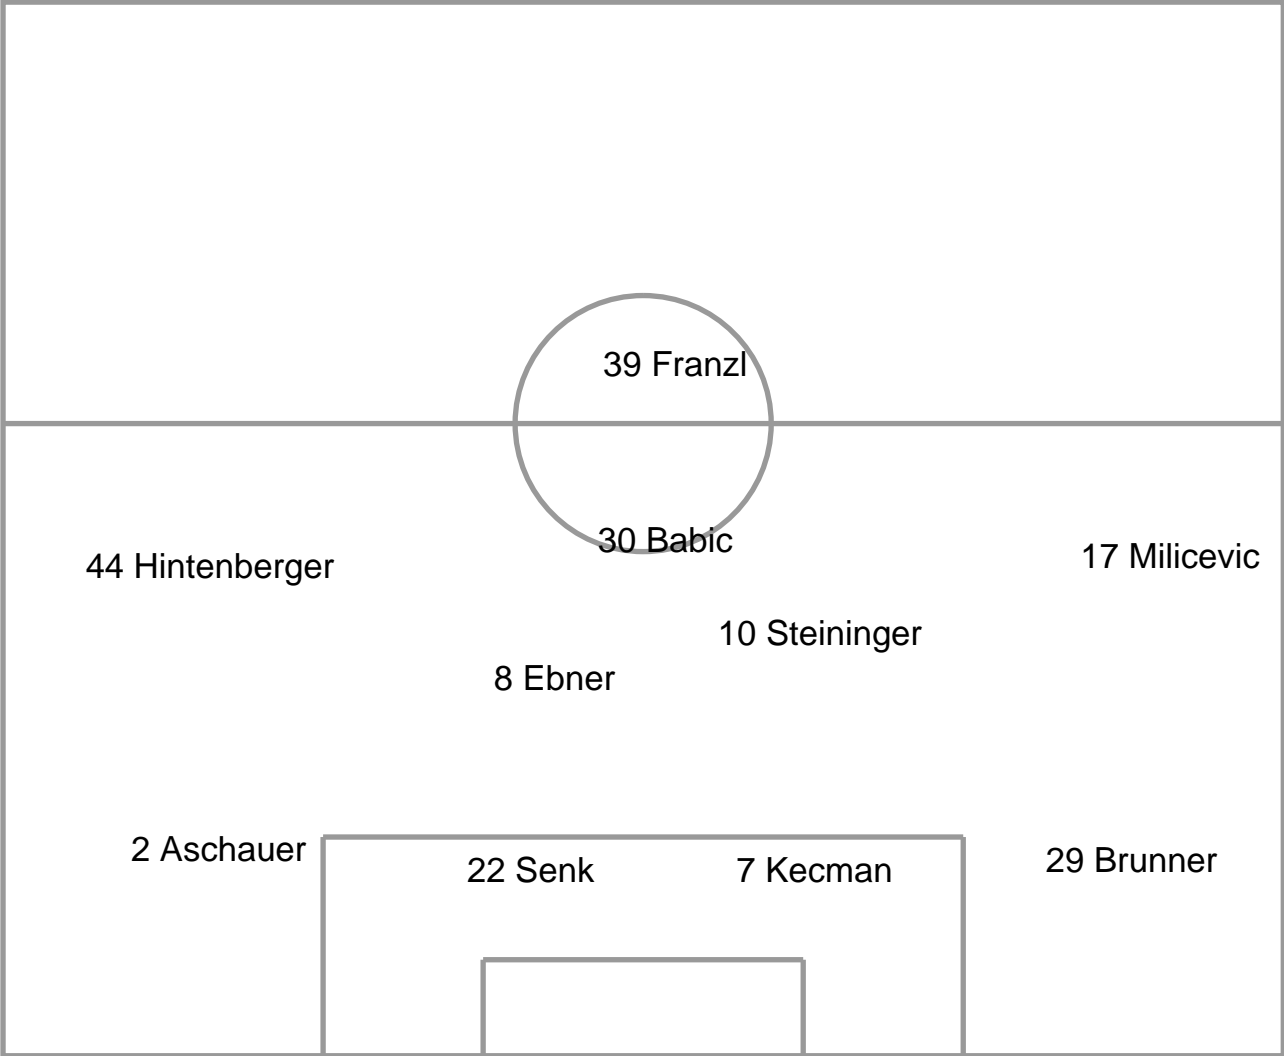 39 Franzl
30 Babic
17 Milicevic
44 Hintenberger
10 Steininger
8 Ebner
2 Aschauer
29 Brunner
22 Senk
7 Kecman